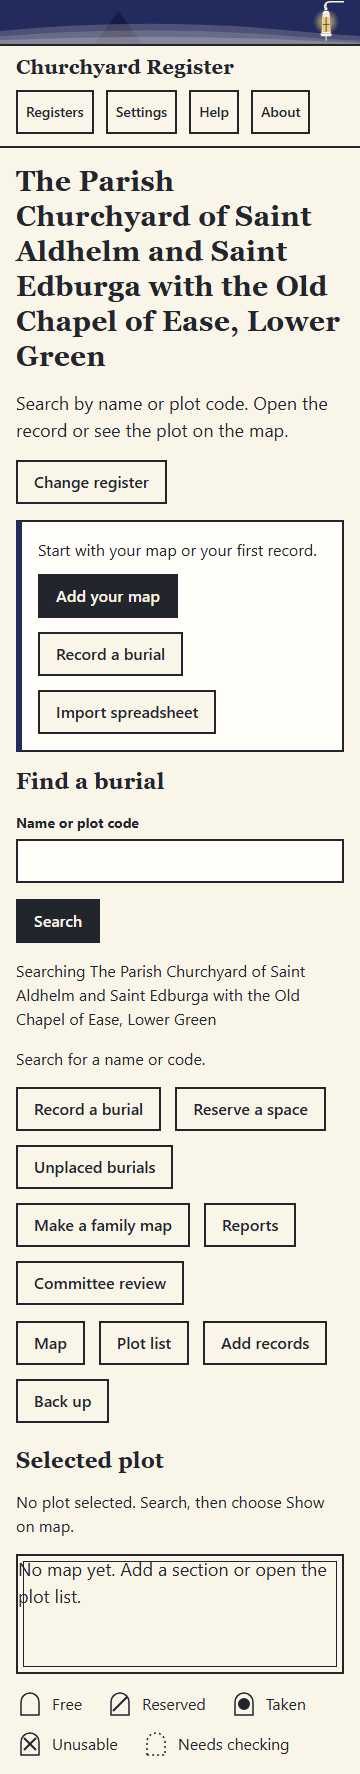 Churchyard Register
Registers Settings Help About
The Parish
Churchyard of Saint
Aldhelm and Saint
Edburga with the Old
Chapel of Ease, Lower
Green
Search by name or plot code. Open the
record or see the plot on the map.
Change register
Start with your map or your first record.
Add your map
Record a burial
Import spreadsheet
Find a burial
Name or plot code
Search
Searching The Parish Churchyard of Saint
Aldhelm and Saint Edburga with the Old
Chapel of Ease, Lower Green
Search for a name or code.
Record a burial Reserve a space
Unplaced burials
Make a family map Reports
Committee review
Map Plot list Add records
Back up
Selected plot
No plot selected. Search, then choose Show
on map.
No map yet. Add a section or open the
plot list.
Free Reserved Taken
Unusable Needs checking